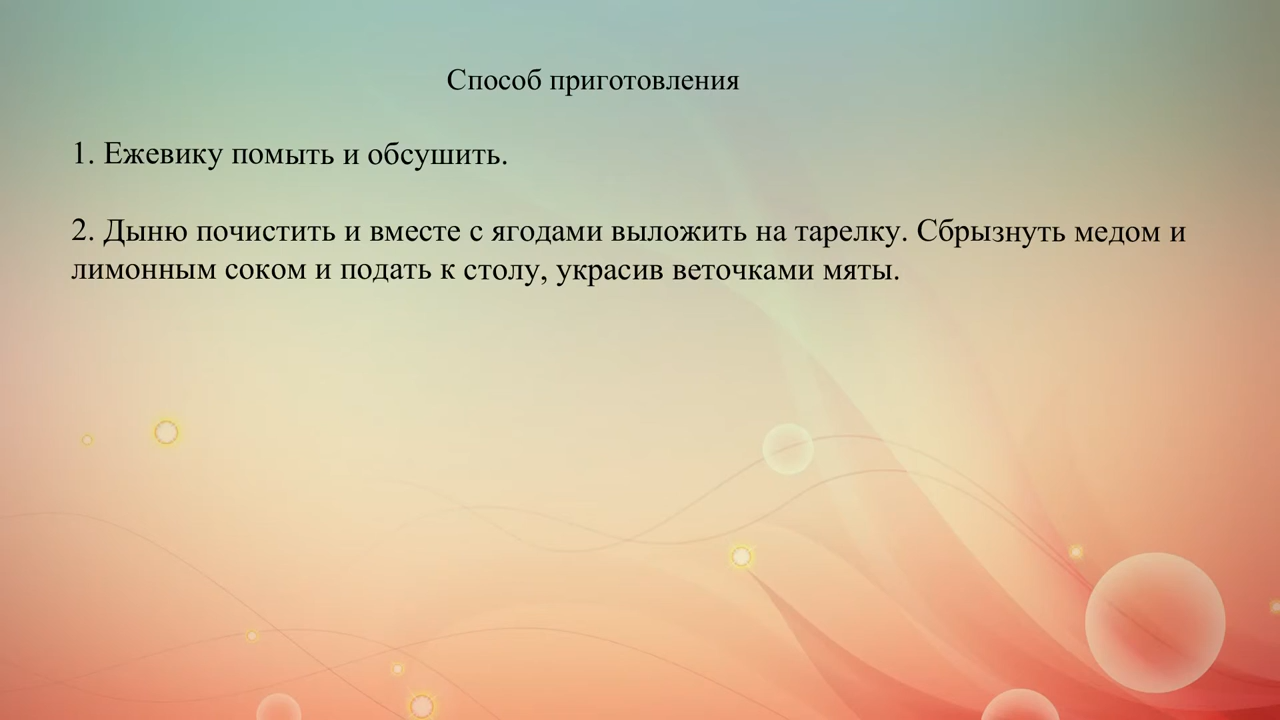 Способ приготовления
1. Ежевику помыть и обсушить.
2. Дыню почистить и вместе с ягодами выложить на тарелку. Сбрызнуть медом и
лимонным соком и подать к столу, украсив веточками мяты.